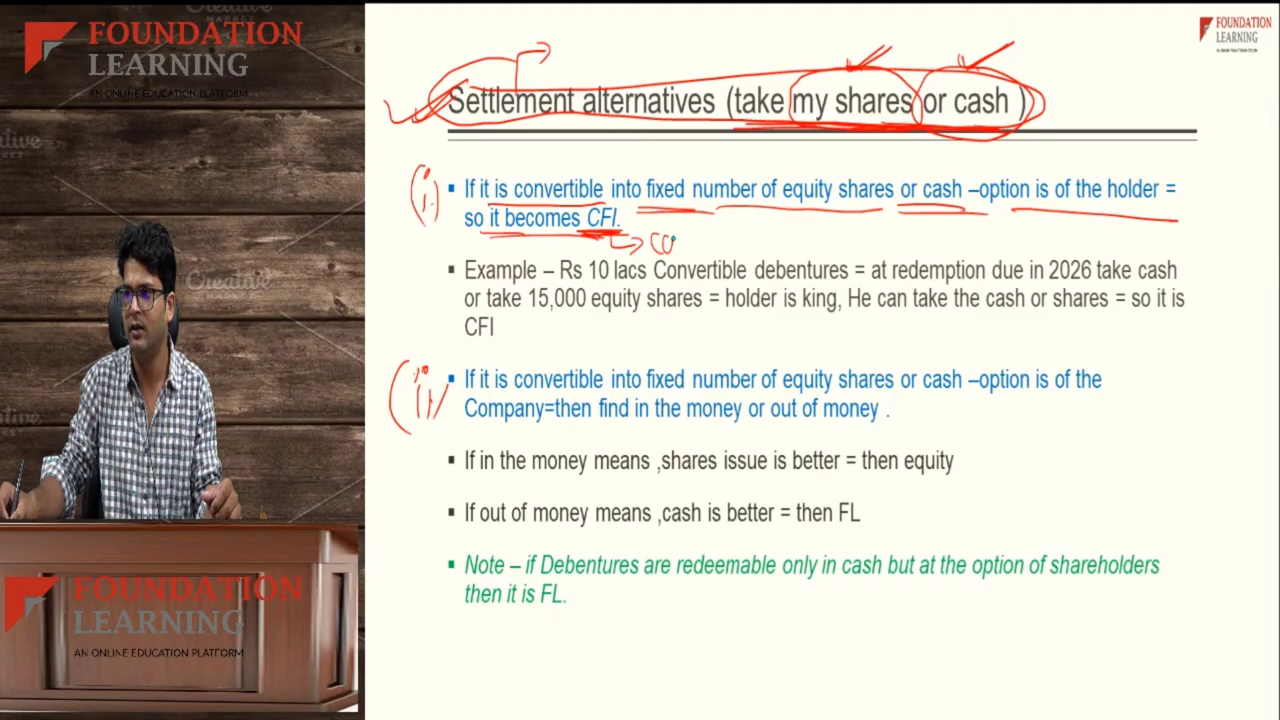 FOUNDATION
LEARNING
AN ONLINE EDUCATION PLATFORM
FOUNDATION
LEARNING
Settlement alternatives (take my shares or cash )
(i)
▪ If it is convertible into fixed number of equity shares or cash –option is of the holder =
so it becomes CFI.
▪ Example – Rs 10 lacs Convertible debentures = at redemption due in 2026 take cash
or take 15,000 equity shares = holder is king, He can take the cash or shares = so it is
CFI
(ii)
▪ If it is convertible into fixed number of equity shares or cash –option is of the
Company=then find in the money or out of money .
▪ If in the money means ,shares issue is better = then equity
▪ If out of money means ,cash is better = then FL
▪ Note – if Debentures are redeemable only in cash but at the option of shareholders
then it is FL.
Creative
FOUNDATION
LEARNING
AN ONLINE EDUCATION PLATFORM